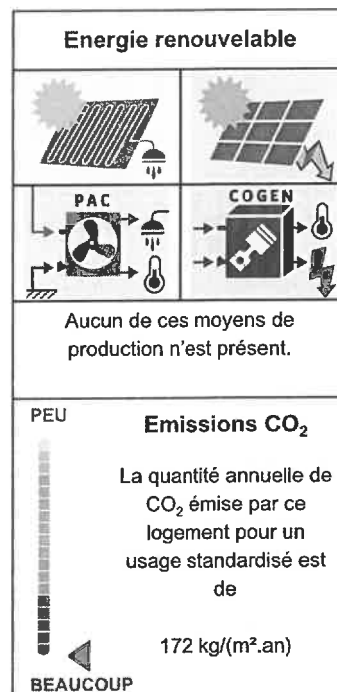 Energie renouvelable
PAC
COGEN
Aucun de ces moyens de
production n'est présent.
PEU
Emissions CO₂
La quantité annuelle de
CO₂ émise par ce
logement pour un
usage standardisé est
de
172 kg/(m².an)
BEAUCOUP